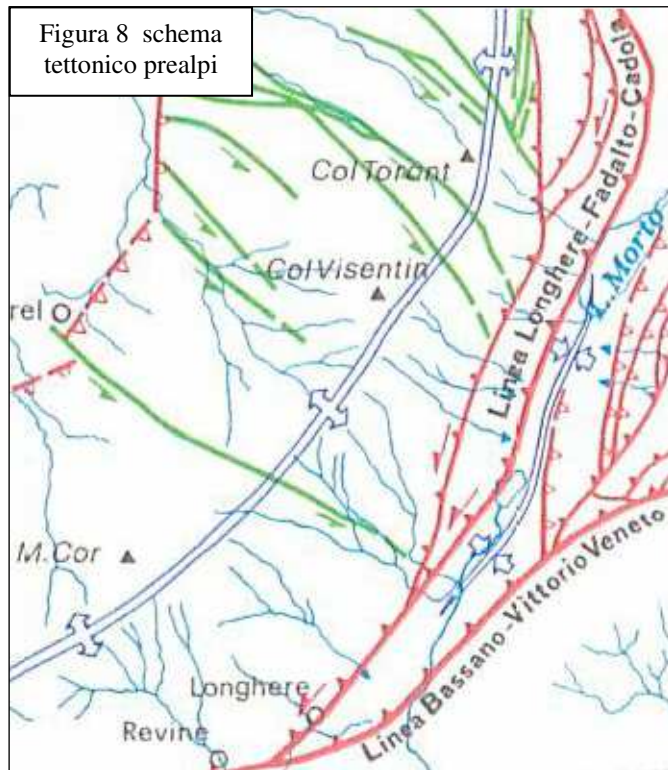 Figura 8 schema
tettonico prealpi
Col Torant
Col Visentin
rel
Linea Longhere-Fadalto-Cadola
L. Morto
M. Cor
Longhere
Revine
Linea Bassano-Vittorio Veneto